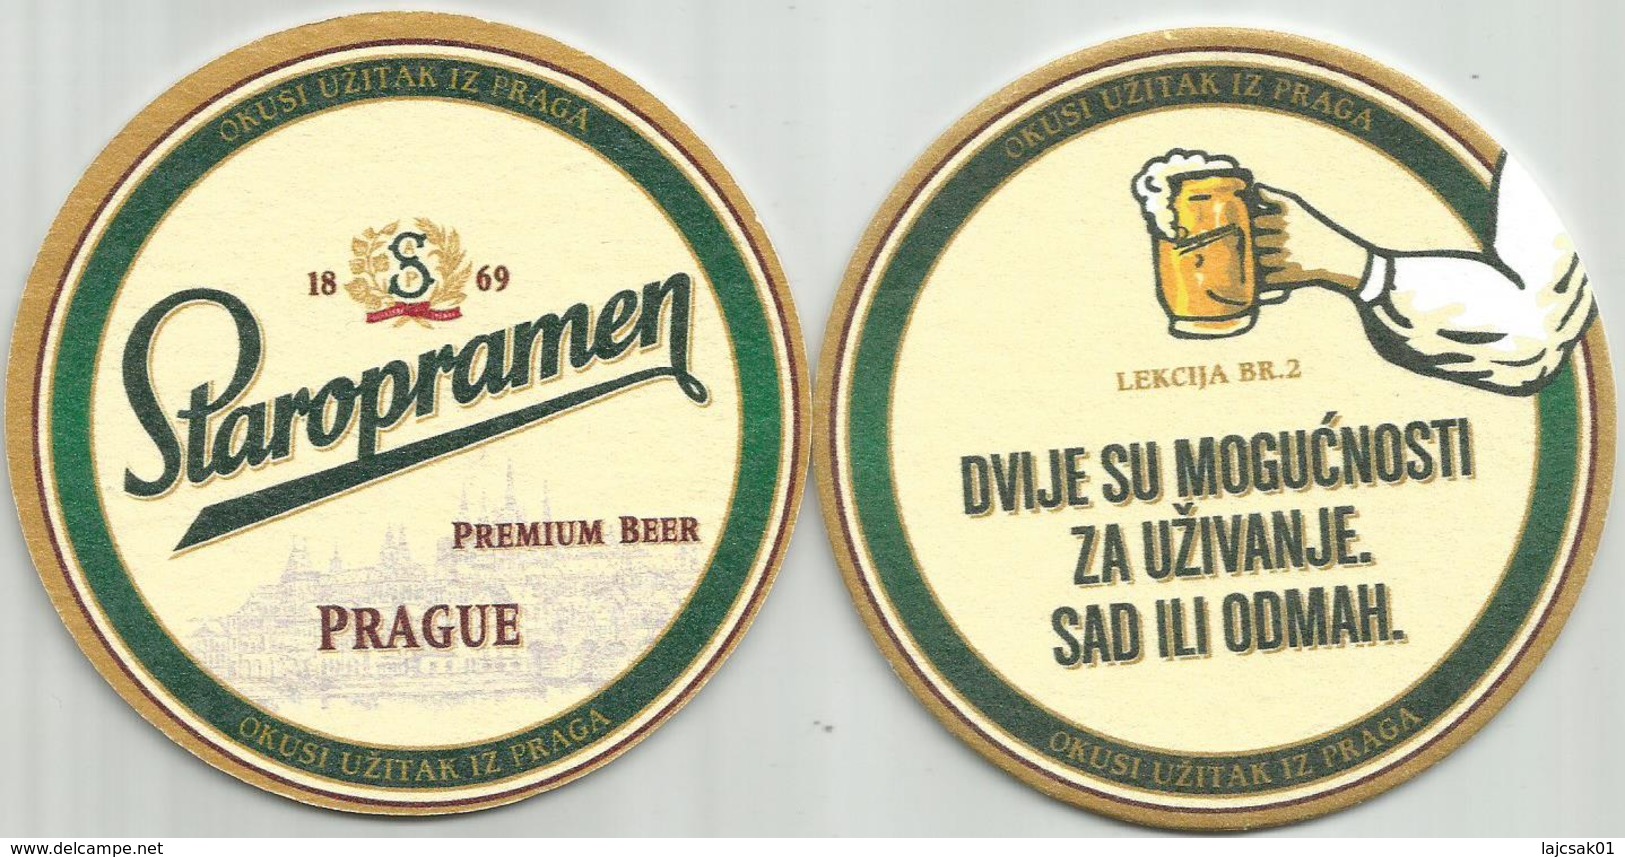 OKUSI UŽITAK IZ PRAGA
18 S 69
Staropramen
PREMIUM BEER
PRAGUE
OKUSI UŽITAK IZ PRAGA
OKUSI UŽITAK IZ PRAGA
LEKCIJA BR.2
DVIJE SU MOGUĆNOSTI
ZA UŽIVANJE.
SAD ILI ODMAH.
OKUSI UŽITAK IZ PRAGA
www.delcampe.net
lajcsak01